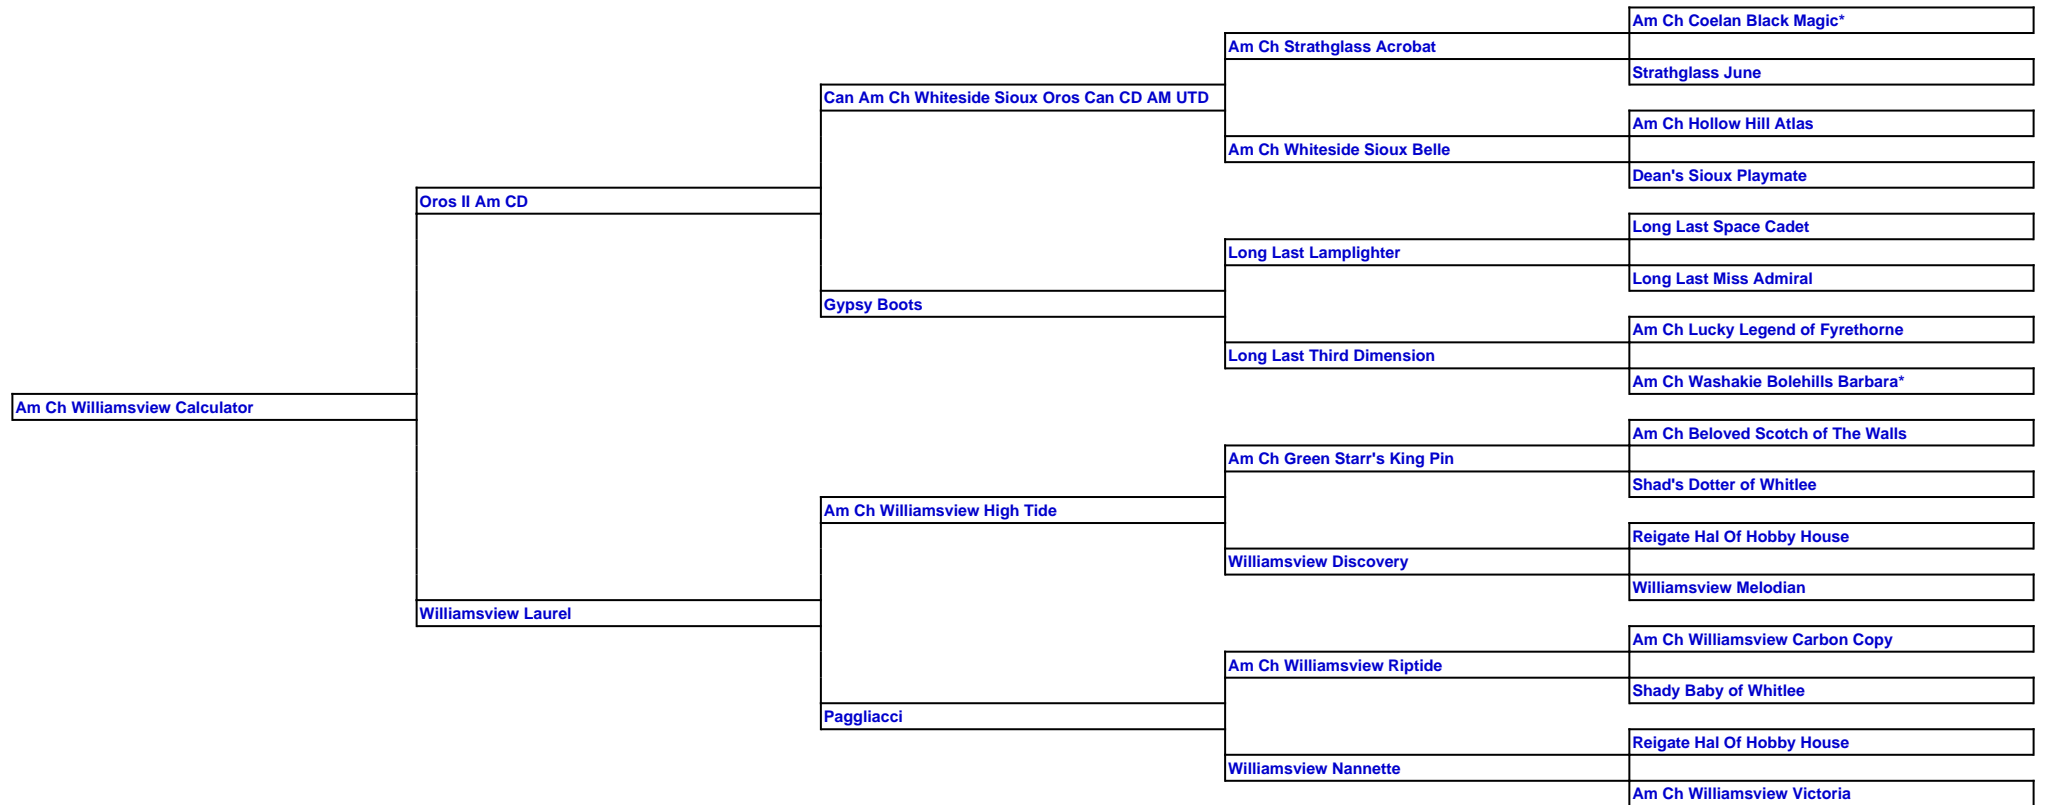 Am Ch Coelan Black Magic*
Am Ch Strathglass Acrobat
Strathglass June
Can Am Ch Whiteside Sioux Oros Can CD AM UTD
Am Ch Hollow Hill Atlas
Am Ch Whiteside Sioux Belle
Dean's Sioux Playmate
Oros II Am CD
Long Last Space Cadet
Long Last Lamplighter
Long Last Miss Admiral
Gypsy Boots
Am Ch Lucky Legend of Fyrethorne
Long Last Third Dimension
Am Ch Washakie Bolehills Barbara*
Am Ch Williamsview Calculator
Am Ch Beloved Scotch of The Walls
Am Ch Green Starr's King Pin
Shad's Dotter of Whitlee
Am Ch Williamsview High Tide
Reigate Hal Of Hobby House
Williamsview Discovery
Williamsview Melodian
Williamsview Laurel
Am Ch Williamsview Carbon Copy
Am Ch Williamsview Riptide
Shady Baby of Whitlee
Paggliacci
Reigate Hal Of Hobby House
Williamsview Nannette
Am Ch Williamsview Victoria